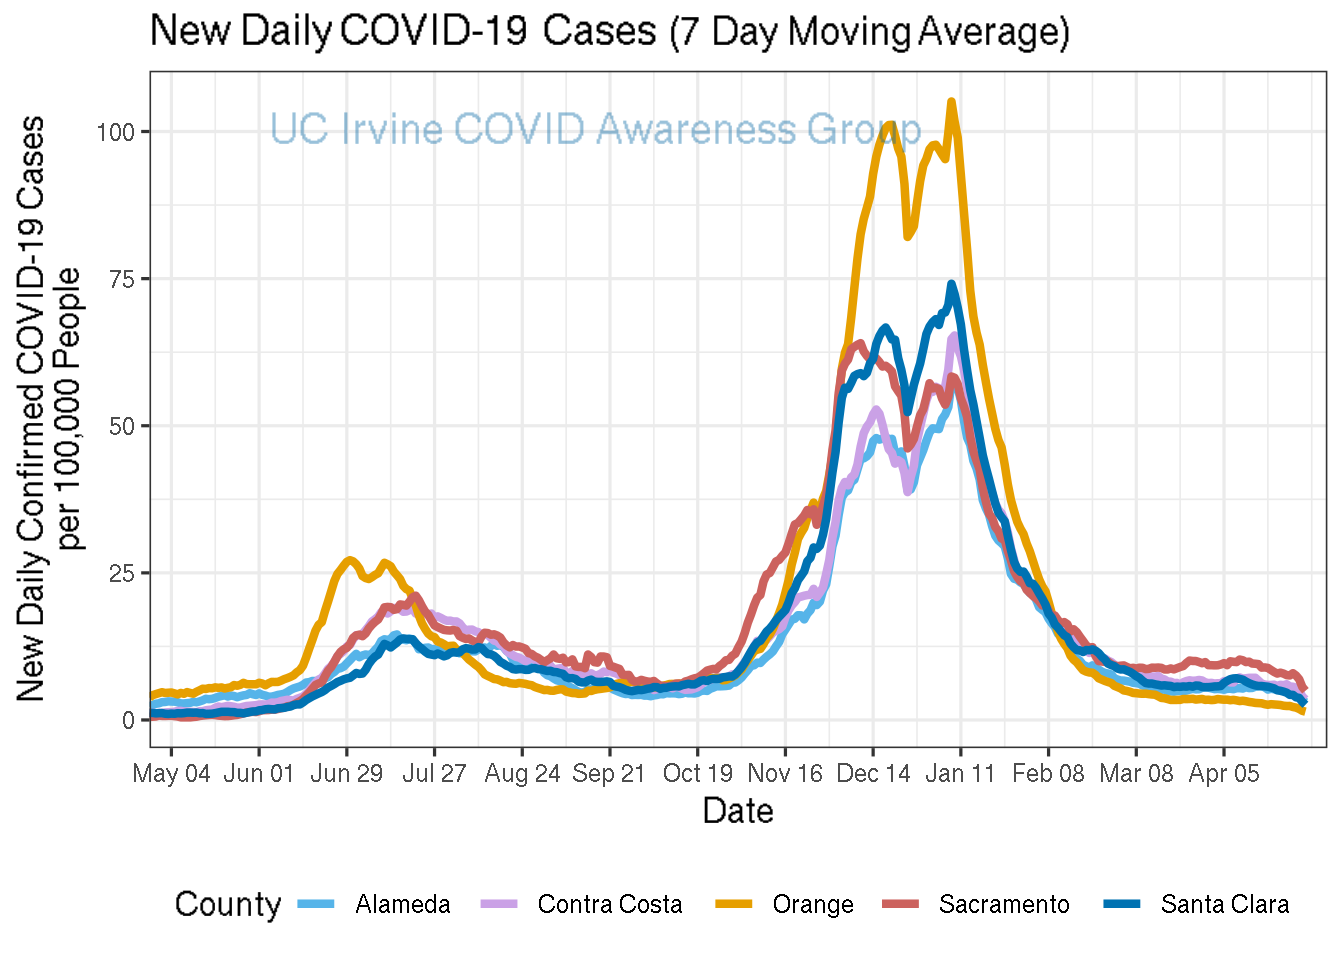 New Daily COVID-19 Cases (7 Day Moving Average)
UC Irvine COVID Awareness Group
New Daily Confirmed COVID-19 Cases
per 100,000 People
100
75
50
25
0
May 04 Jun 01 Jun 29 Jul 27 Aug 24 Sep 21 Oct 19 Nov 16 Dec 14 Jan 11 Feb 08 Mar 08 Apr 05
Date
County Alameda Contra Costa Orange Sacramento Santa Clara